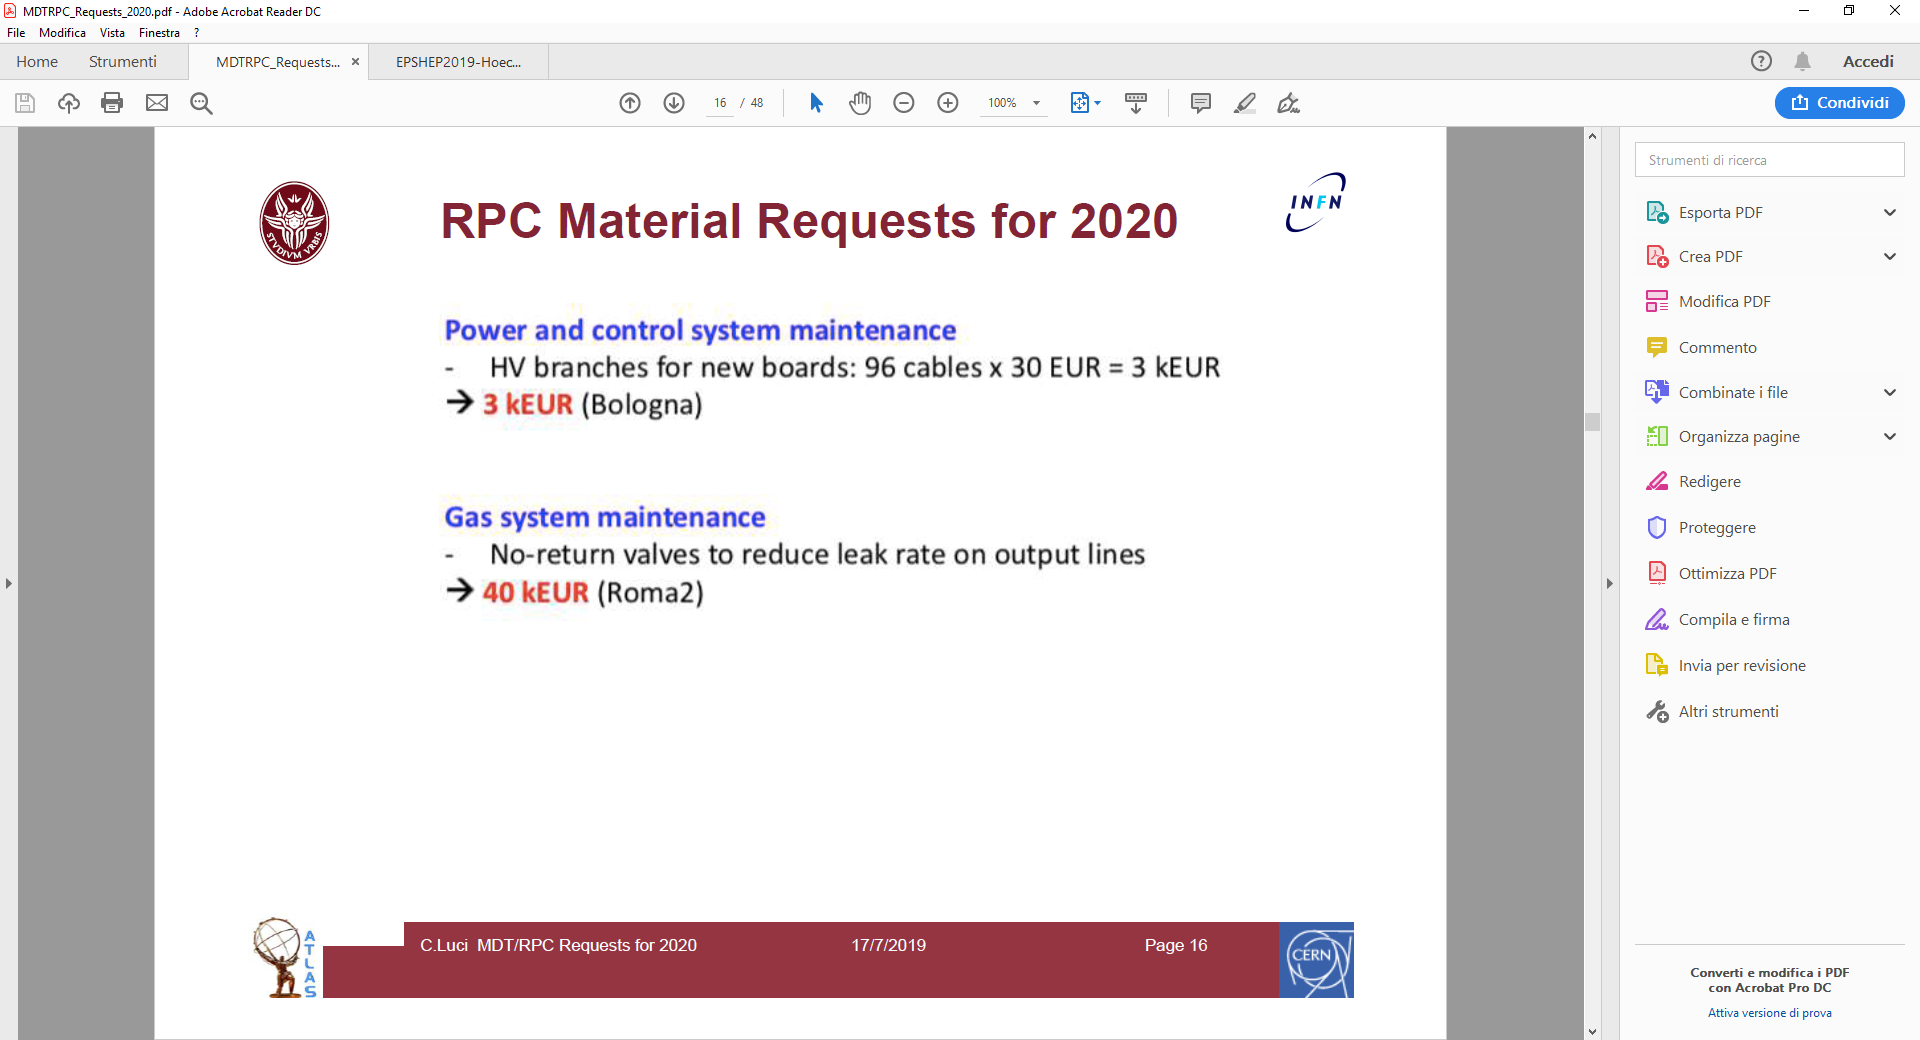 MDTRPC_Requests_2020.pdf - Adobe Acrobat Reader DC
File Modifica Vista Finestra ?
Home Strumenti MDTRPC_Requests... × EPSHEP2019-Hoec... ? Accedi
16 / 48 100% Condividi
Strumenti di ricerca
Esporta PDF
Crea PDF
Modifica PDF
Commento
Combinate i file
Organizza pagine
Redigere
Proteggere
Ottimizza PDF
Compila e firma
Invia per revisione
Altri strumenti
Converti e modifica i PDF
con Acrobat Pro DC
Attiva versione di prova
STVDIVM VRBIS
RPC Material Requests for 2020
INFN
Power and control system maintenance
- HV branches for new boards: 96 cables x 30 EUR = 3 kEUR
→ 3 kEUR (Bologna)
Gas system maintenance
- No-return valves to reduce leak rate on output lines
→ 40 kEUR (Roma2)
ATLAS
C.Luci MDT/RPC Requests for 2020 17/7/2019 Page 16
CERN